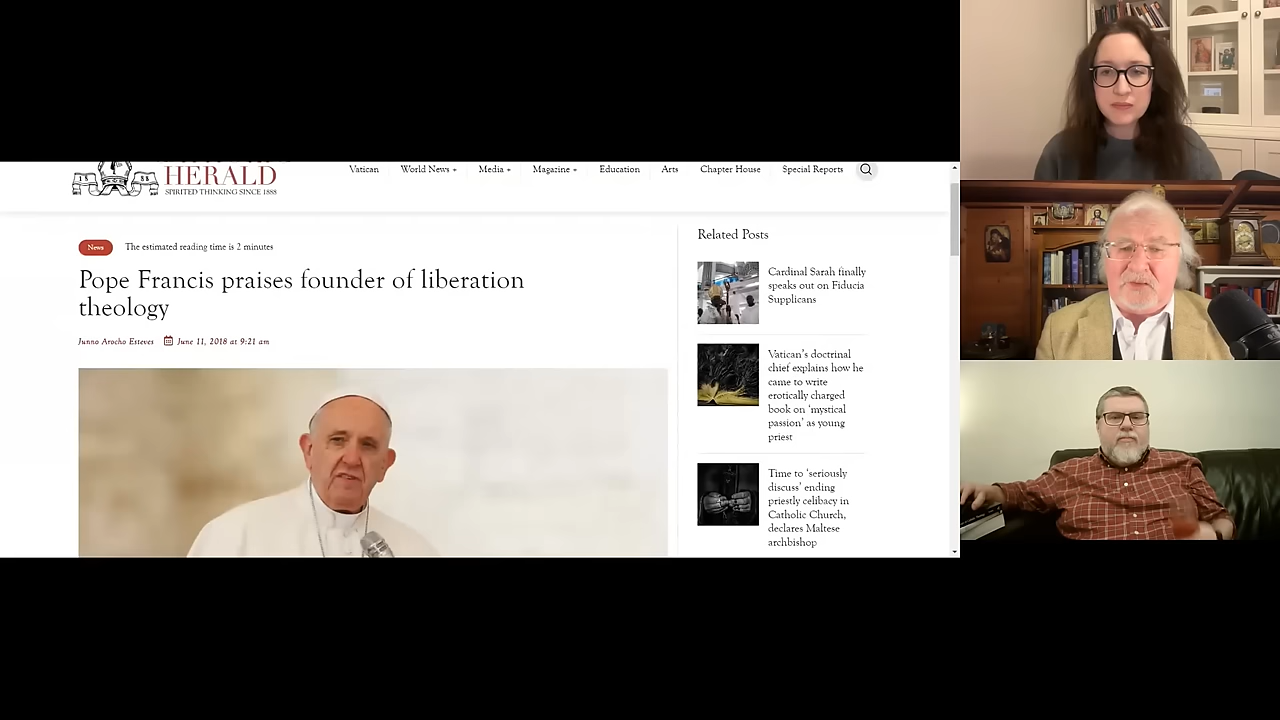 HERALD
SPIRITED THINKING SINCE 1888
Vatican
World News +
Media +
Magazine +
Education
Arts
Chapter House
Special Reports
News
The estimated reading time is 2 minutes
Pope Francis praises founder of liberation
theology
Junno Arocho Esteves
June 11, 2018 at 9:21 am
Related Posts
Cardinal Sarah finally
speaks out on Fiducia
Supplicans
Vatican's doctrinal
chief explains how he
came to write
erotically charged
book on 'mystical
passion' as young
priest
Time to 'seriously
discuss' ending
priestly celibacy in
Catholic Church,
declares Maltese
archbishop